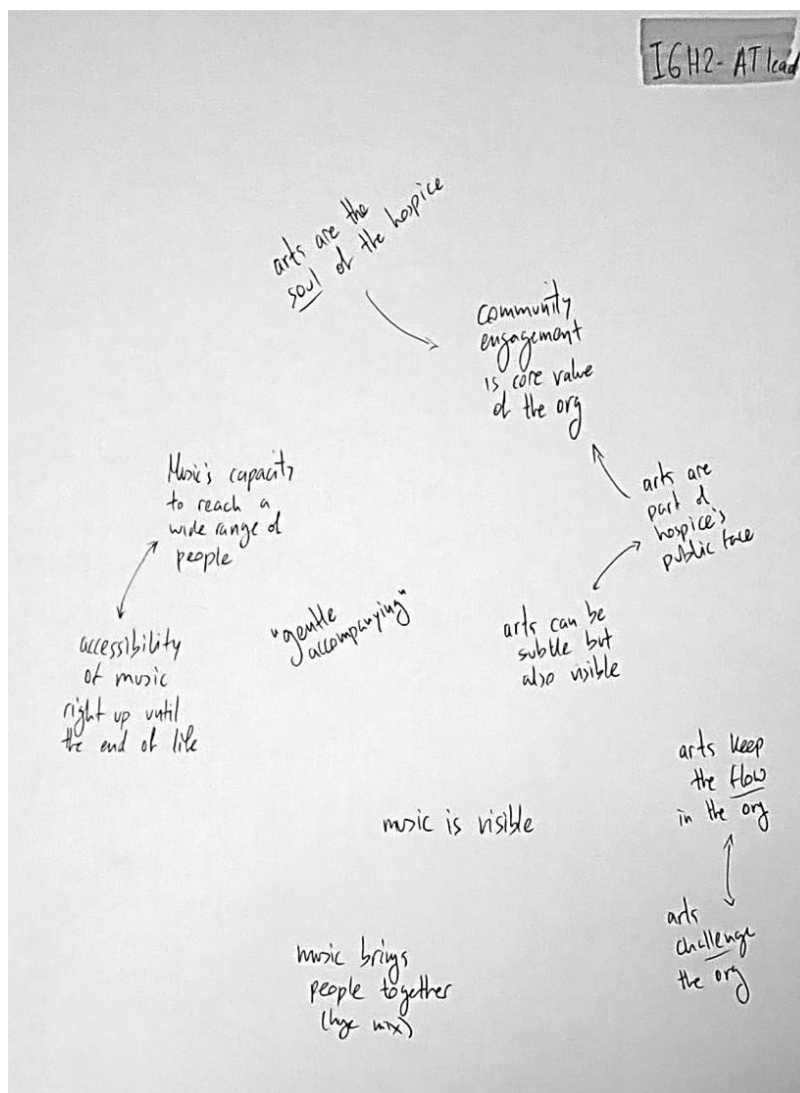 IGH2- AT lead
arts are the
soul of the hospice
community
engagement
is core value
of the org
Music's capacity
to reach a
wide range of
people
arts are
part of
hospice's
public face
"gentle
accompanying"
arts can be
subtle but
also visible
accessibility
of music
right up until
the end of life
arts keep
the flow
in the org
music is visible
arts
challenge
the org
music brings
people together
(huge mix)